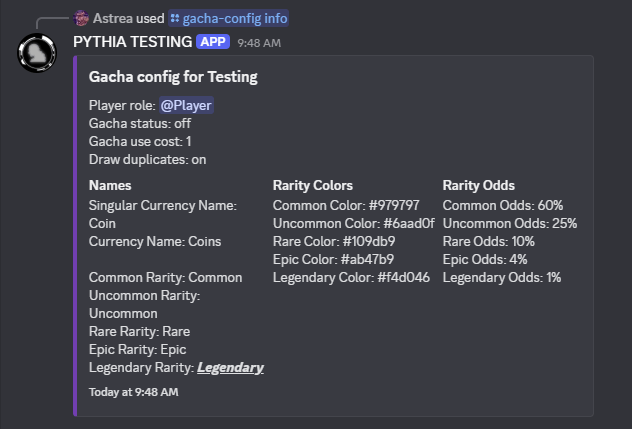 Astrea used gacha-config info
PYTHIA TESTING APP 9:48 AM
Gacha config for Testing
Player role: @Player
Gacha status: off
Gacha use cost: 1
Draw duplicates: on
Names
Singular Currency Name:
Coin
Currency Name: Coins
Common Rarity: Common
Uncommon Rarity:
Uncommon
Rare Rarity: Rare
Epic Rarity: Epic
Legendary Rarity: Legendary
Rarity Colors
Common Color: #979797
Uncommon Color: #6aad0f
Rare Color: #109db9
Epic Color: #ab47b9
Legendary Color: #f4d046
Rarity Odds
Common Odds: 60%
Uncommon Odds: 25%
Rare Odds: 10%
Epic Odds: 4%
Legendary Odds: 1%
Today at 9:48 AM